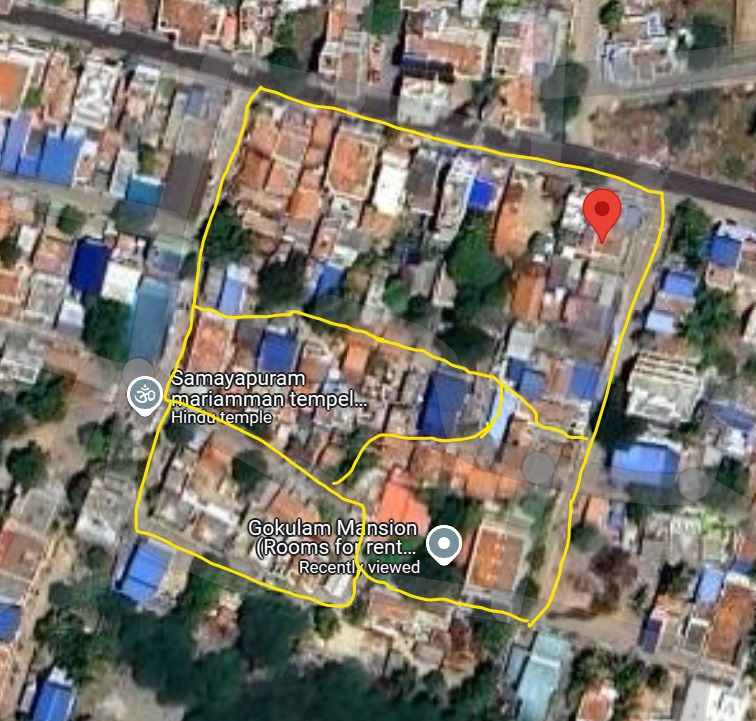 Samayapuram
mariamman tempel...
Hindu temple
Gokulam Mansion
(Rooms for rent...
Recently viewed